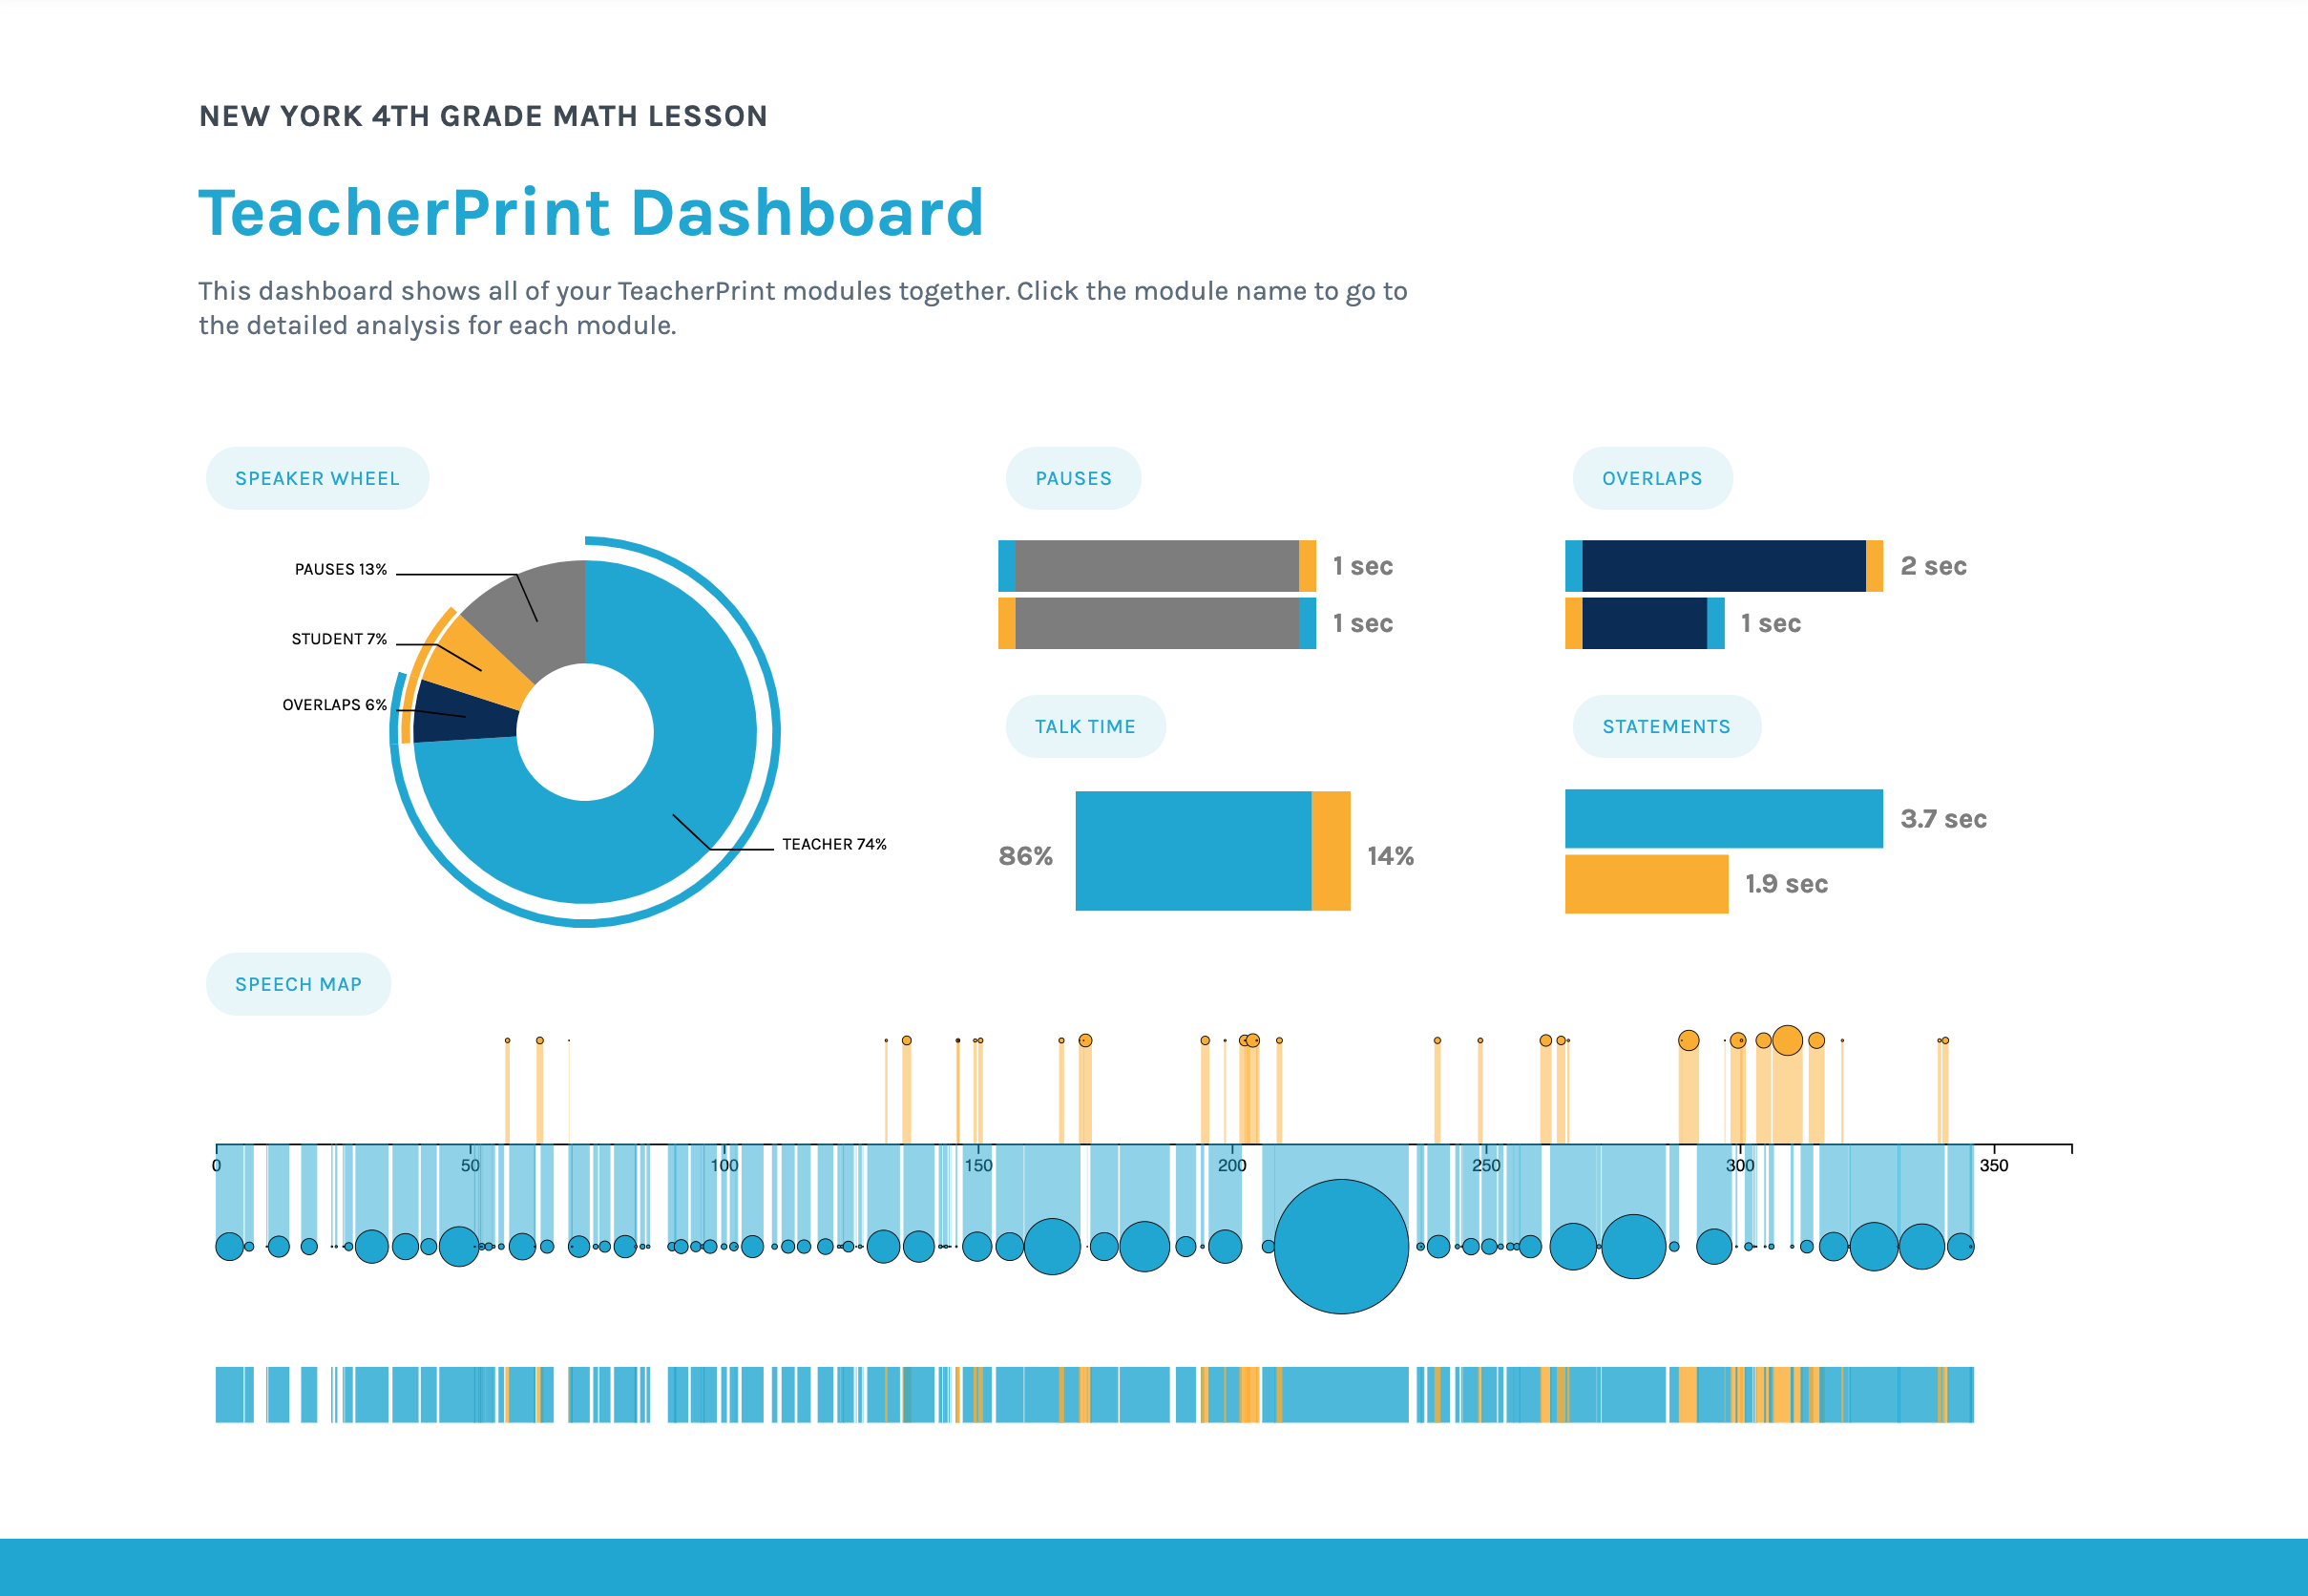 NEW YORK 4TH GRADE MATH LESSON
TeacherPrint Dashboard
This dashboard shows all of your TeacherPrint modules together. Click the module name to go to
the detailed analysis for each module.
SPEAKER WHEEL
PAUSES 13%
STUDENT 7%
OVERLAPS 6%
TEACHER 74%
PAUSES
1 sec
1 sec
OVERLAPS
2 sec
1 sec
TALK TIME
86%
14%
STATEMENTS
3.7 sec
1.9 sec
SPEECH MAP
0 50 100 150 200 250 300 350